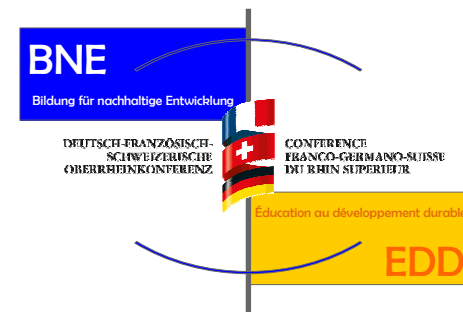 BNE
Bildung für nachhaltige Entwicklung
DEUTSCH-FRANZÖSISCH-
SCHWEIZERISCHE
OBERRHEINKONFERENZ
CONFERENCE
FRANCO-GERMANO-SUISSE
DU RHIN SUPERIEUR
Éducation au développement durable
EDD